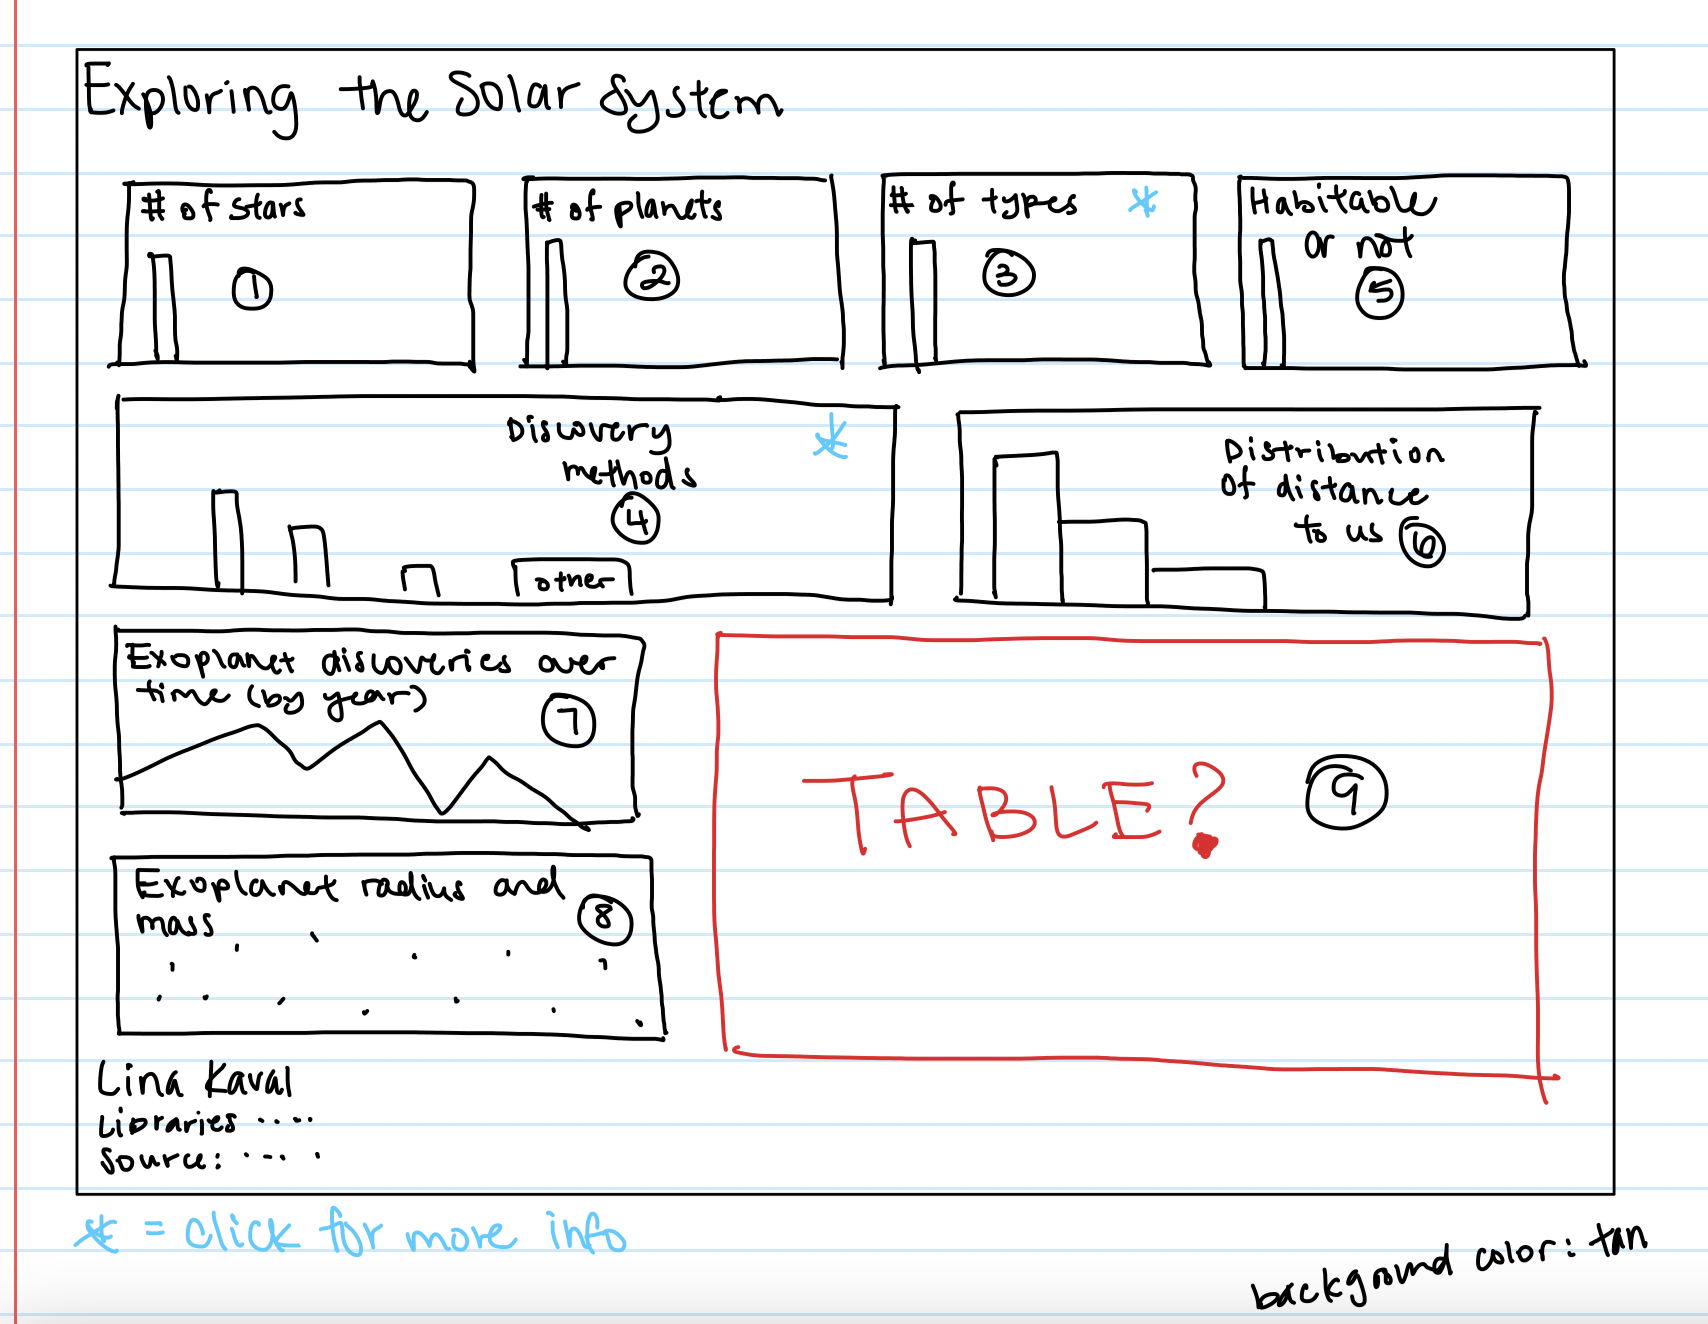 Exploring the Solar System
# of stars
1
# of planets
2
# of types *
3
Habitable
or not
5
Discovery *
methods
4
other
Distribution
of distance
to us 6
Exoplanet discoveries over
time (by year)
7
TABLE?
9
Exoplanet radius and
mass
8
Lina Kaval
Libraries .....
Source: .... .
* = click for more info
background color: tan